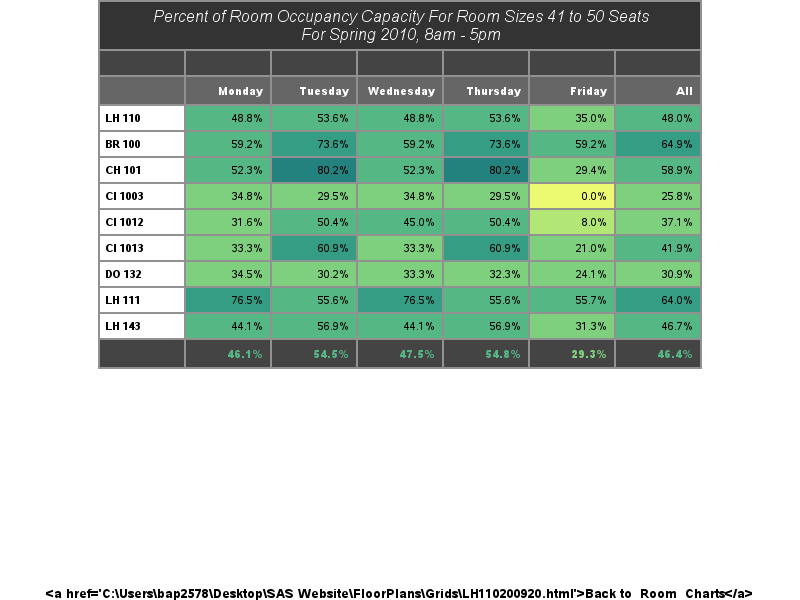 Percent of Room Occupancy Capacity For Room Sizes 41 to 50 Seats
For Spring 2010, 8am - 5pm
Monday Tuesday Wednesday Thursday Friday All
LH 110 48.8% 53.6% 48.8% 53.6% 35.0% 48.0%
BR 100 59.2% 73.6% 59.2% 73.6% 59.2% 64.9%
CH 101 52.3% 80.2% 52.3% 80.2% 29.4% 58.9%
CI 1003 34.8% 29.5% 34.8% 29.5% 0.0% 25.8%
CI 1012 31.6% 50.4% 45.0% 50.4% 8.0% 37.1%
CI 1013 33.3% 60.9% 33.3% 60.9% 21.0% 41.9%
DO 132 34.5% 30.2% 33.3% 32.3% 24.1% 30.9%
LH 111 76.5% 55.6% 76.5% 55.6% 55.7% 64.0%
LH 143 44.1% 56.9% 44.1% 56.9% 31.3% 46.7%
46.1% 54.5% 47.5% 54.8% 29.3% 46.4%
<a href='C:\Users\bap2578\Desktop\SAS Website\FloorPlans\Grids\LH110200920.html'>Back to Room Charts</a>